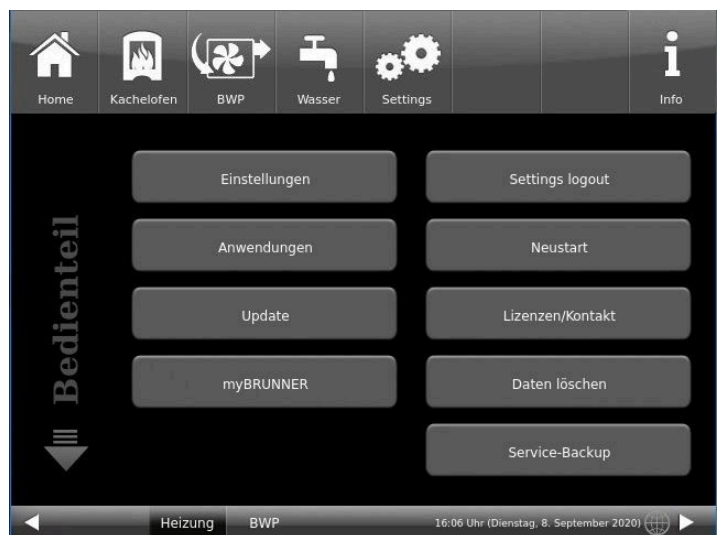 Home Kachelofen BWP Wasser Settings Info
Bedienteil
Einstellungen Settings logout
Anwendungen Neustart
Update Lizenzen/Kontakt
myBRUNNER Daten löschen
Service-Backup
Heizung BWP 16:06 Uhr (Dienstag, 8. September 2020)